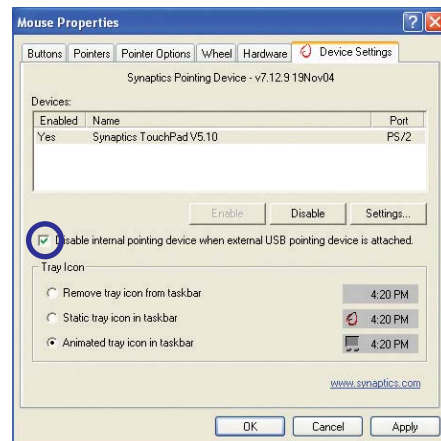 Mouse Properties
Buttons Pointers Pointer Options Wheel Hardware Device Settings
Synaptics Pointing Device - v7.12.9 19Nov04
Devices:
Enabled Name Port
Yes Synaptics TouchPad V5.10 PS/2
Enable Disable Settings...
Disable internal pointing device when external USB pointing device is attached.
Tray Icon
Remove tray icon from taskbar 4:20 PM
Static tray icon in taskbar 4:20 PM
Animated tray icon in taskbar 4:20 PM
www.synaptics.com
OK Cancel Apply